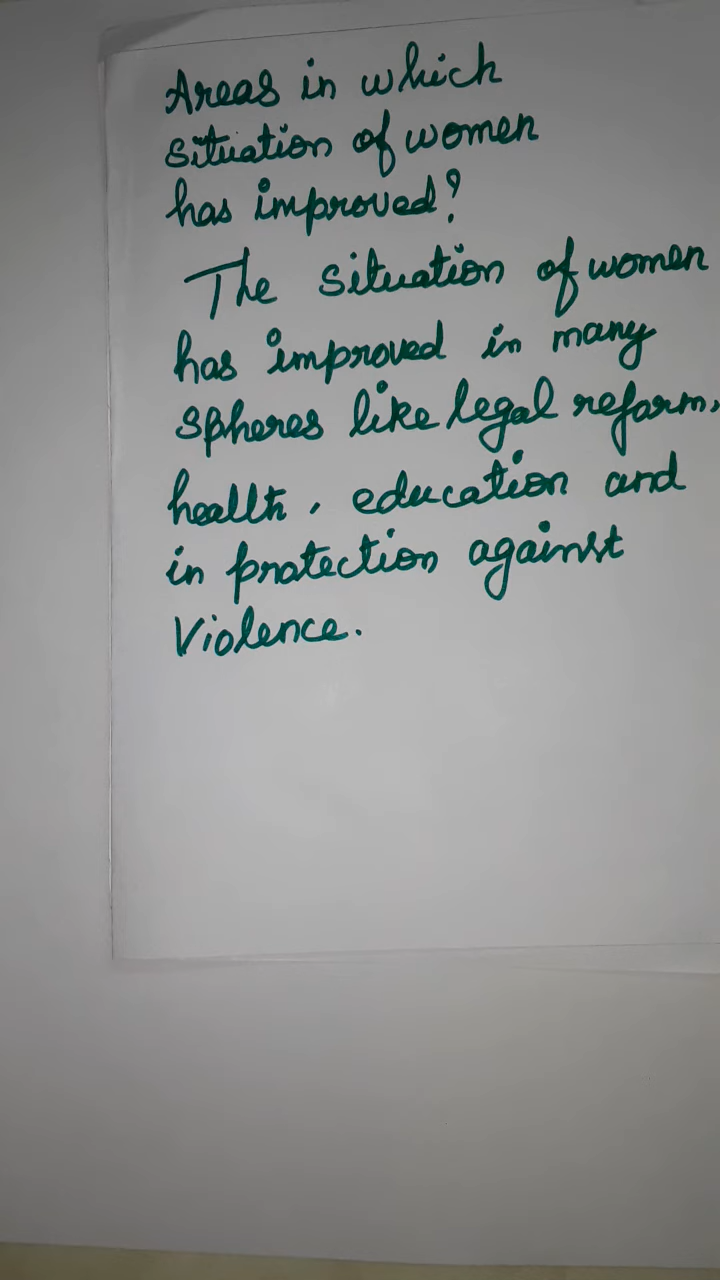 Areas in which
situation of women
has improved?
The situation of women
has improved in many
spheres like legal reform,
health, education and
in protection against
Violence.